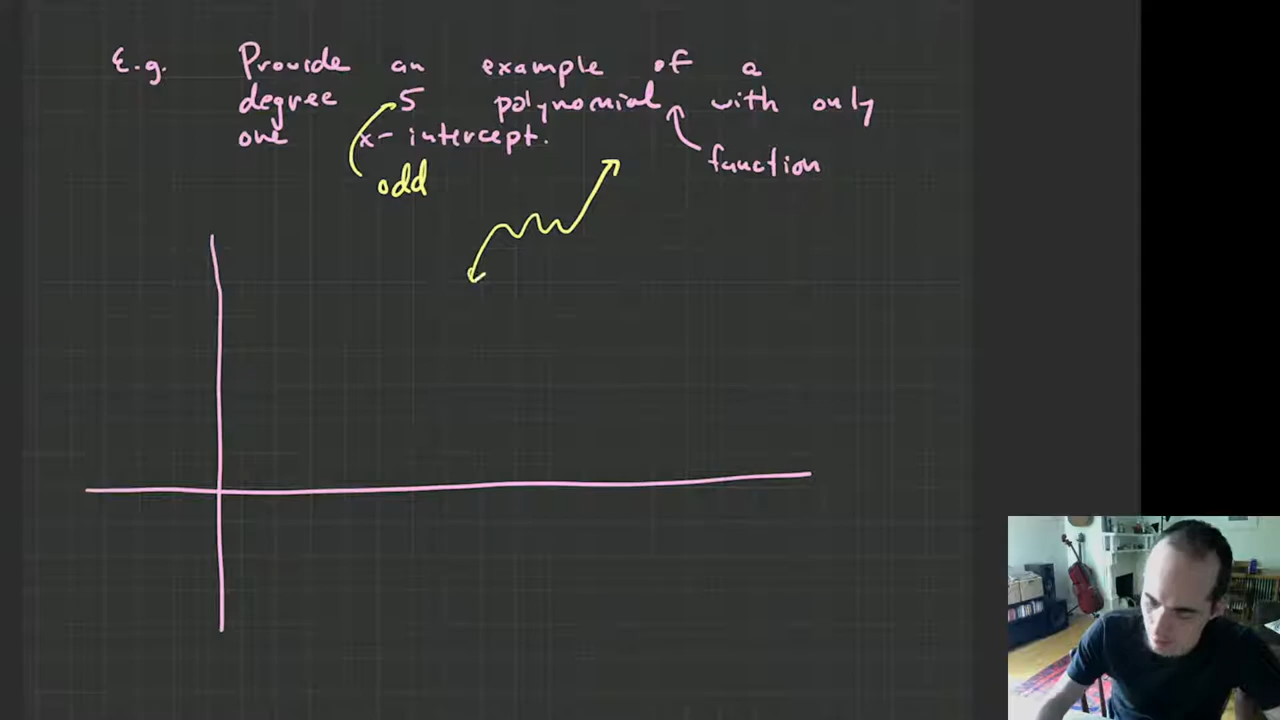 E.g. Provide an example of a
degree 5 polynomial with only
one x-intercept.
function
odd